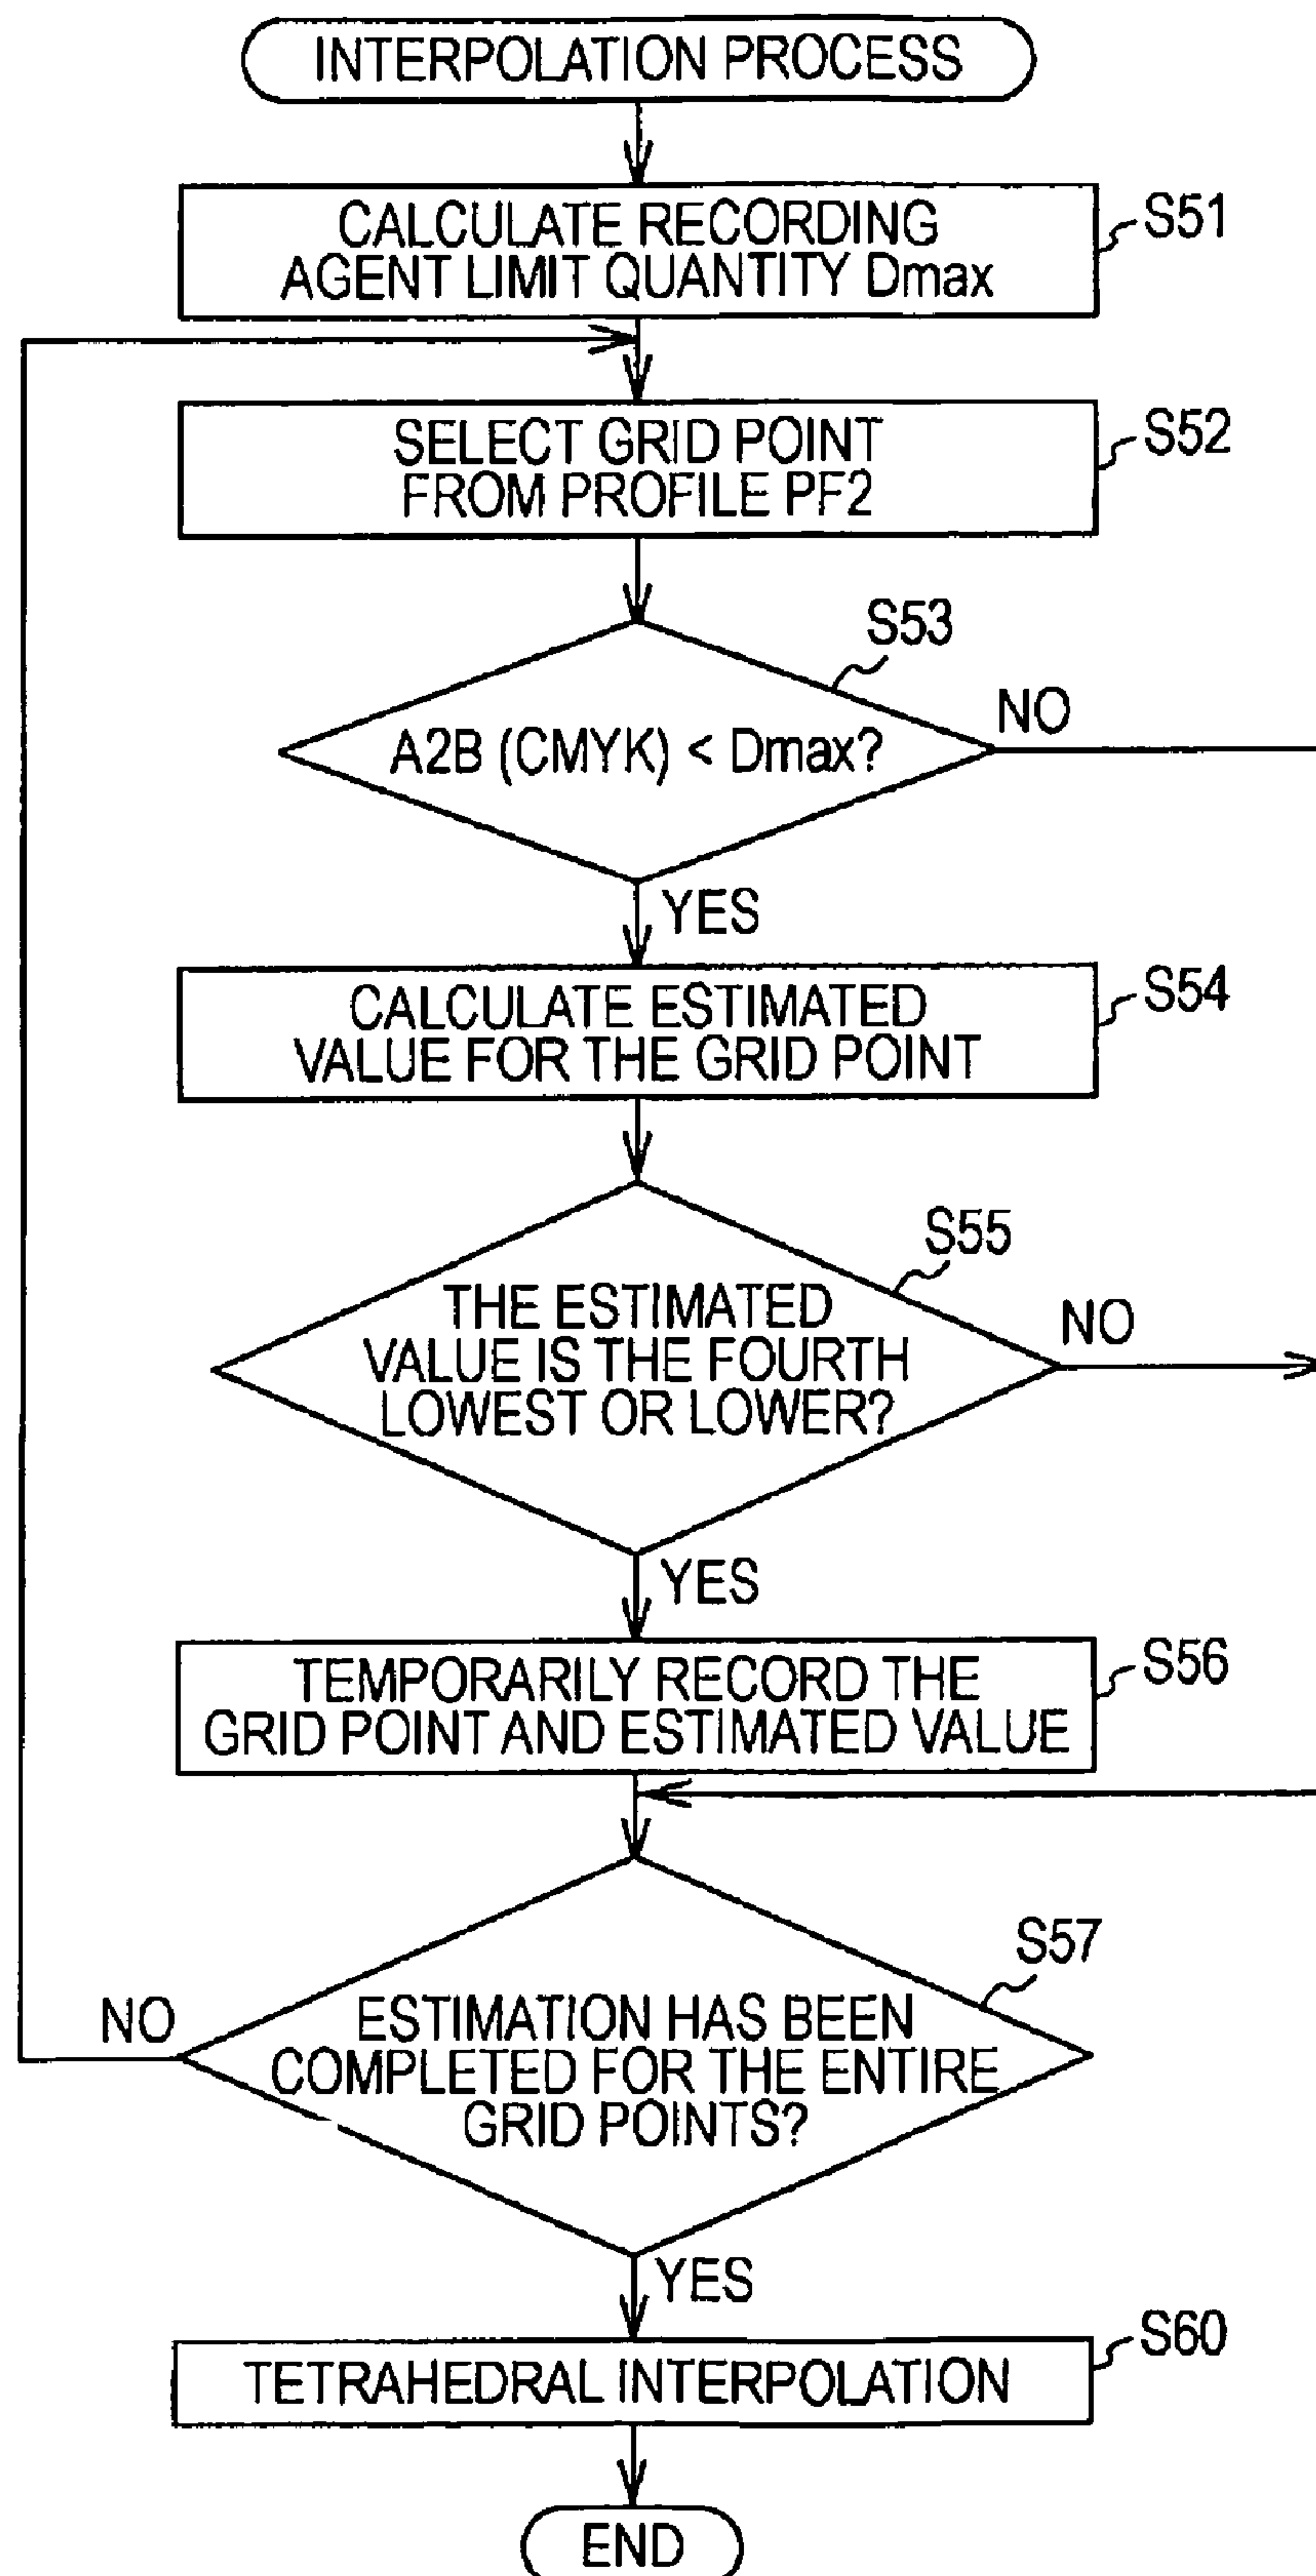 INTERPOLATION PROCESS
CALCULATE RECORDING
AGENT LIMIT QUANTITY Dmax
S51
SELECT GRID POINT
FROM PROFILE PF2
S52
S53
A2B (CMYK) < Dmax?
NO
YES
CALCULATE ESTIMATED
VALUE FOR THE GRID POINT
S54
S55
THE ESTIMATED
VALUE IS THE FOURTH
LOWEST OR LOWER?
NO
YES
TEMPORARILY RECORD THE
GRID POINT AND ESTIMATED VALUE
S56
S57
ESTIMATION HAS BEEN
COMPLETED FOR THE ENTIRE
GRID POINTS?
NO
YES
TETRAHEDRAL INTERPOLATION
S60
END